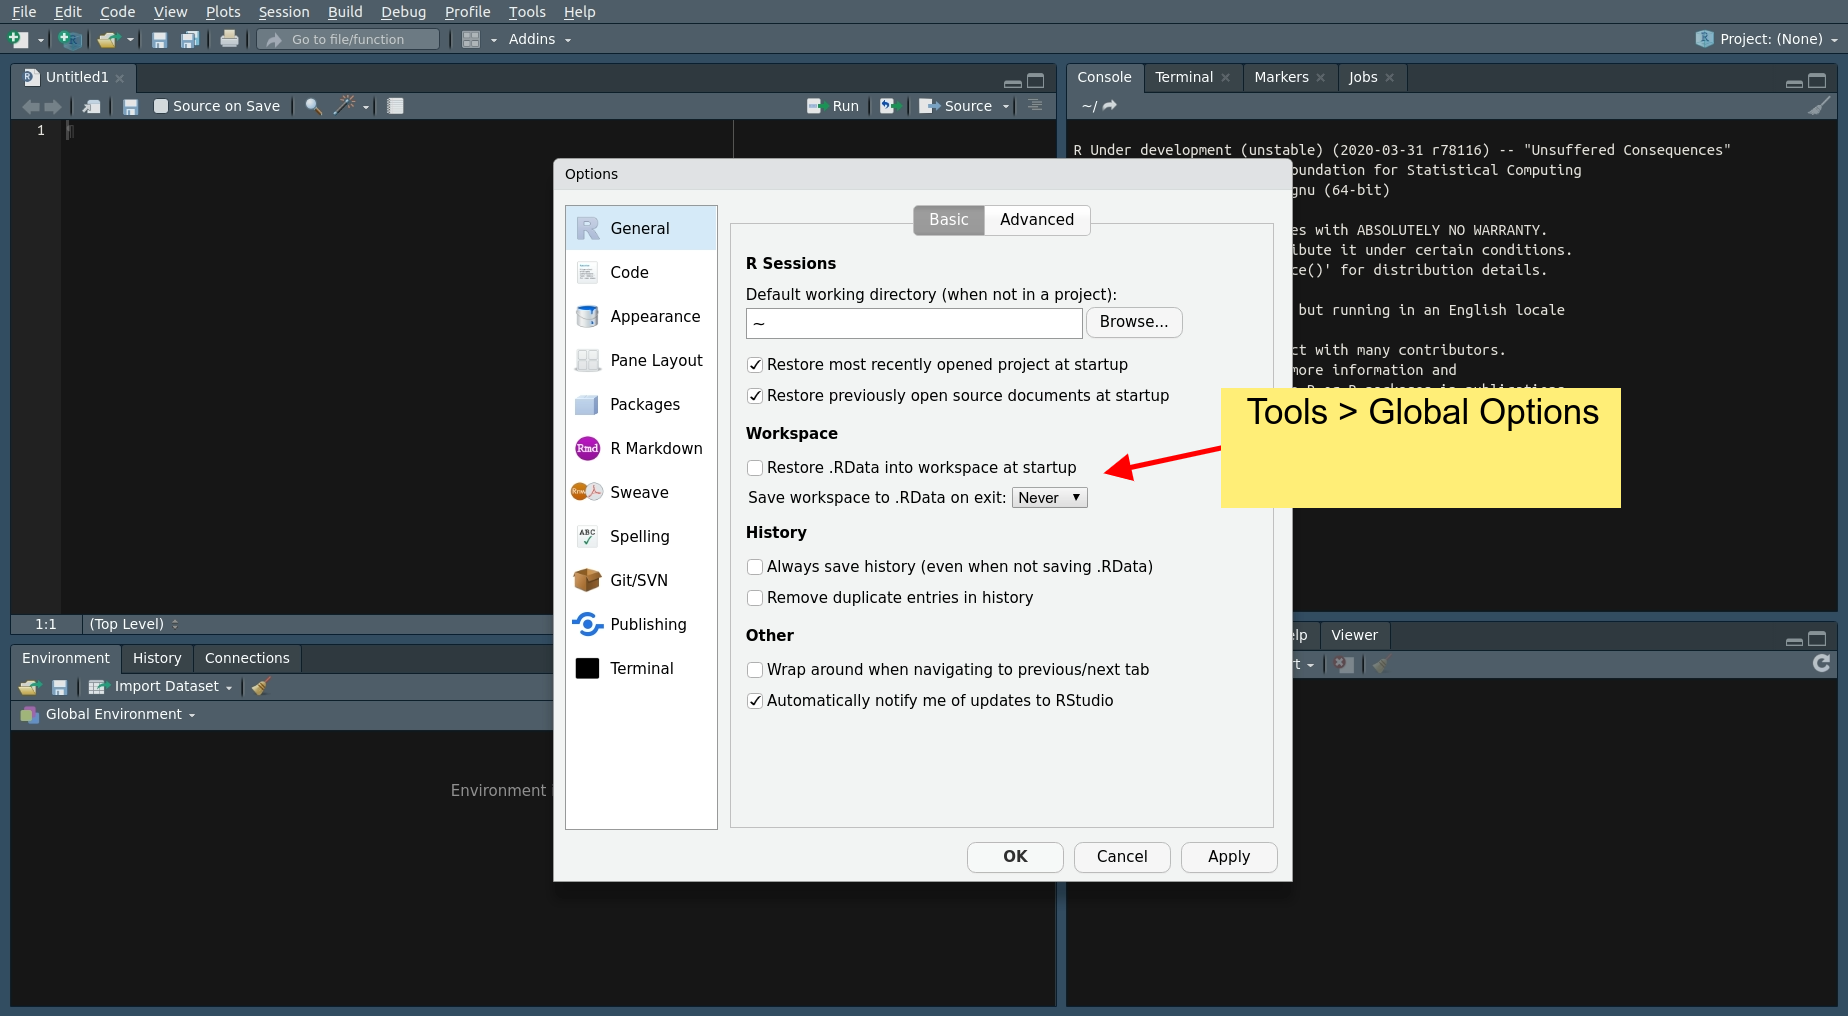 File Edit Code View Plots Session Build Debug Profile Tools Help
Go to file/function Addins Project: (None)
Untitled1
Source on Save Run Source
1
1:1 (Top Level)
Environment History Connections
Import Dataset
Global Environment
Environment
Console Terminal Markers Jobs
~/
R Under development (unstable) (2020-03-31 r78116) -- "Unsuffered Consequences"
oundation for Statistical Computing
gnu (64-bit)
es with ABSOLUTELY NO WARRANTY.
ibute it under certain conditions.
ce()' for distribution details.
but running in an English locale
ct with many contributors.
more information and
elp Viewer
rt
Options
General
Code
Appearance
Pane Layout
Packages
Rmd R Markdown
Sweave
ABC Spelling
Git/SVN
Publishing
Terminal
Basic Advanced
R Sessions
Default working directory (when not in a project):
~ Browse...
Restore most recently opened project at startup
Restore previously open source documents at startup
Workspace
Restore .RData into workspace at startup
Save workspace to .RData on exit: Never
History
Always save history (even when not saving .RData)
Remove duplicate entries in history
Other
Wrap around when navigating to previous/next tab
Automatically notify me of updates to RStudio
OK Cancel Apply
Tools > Global Options